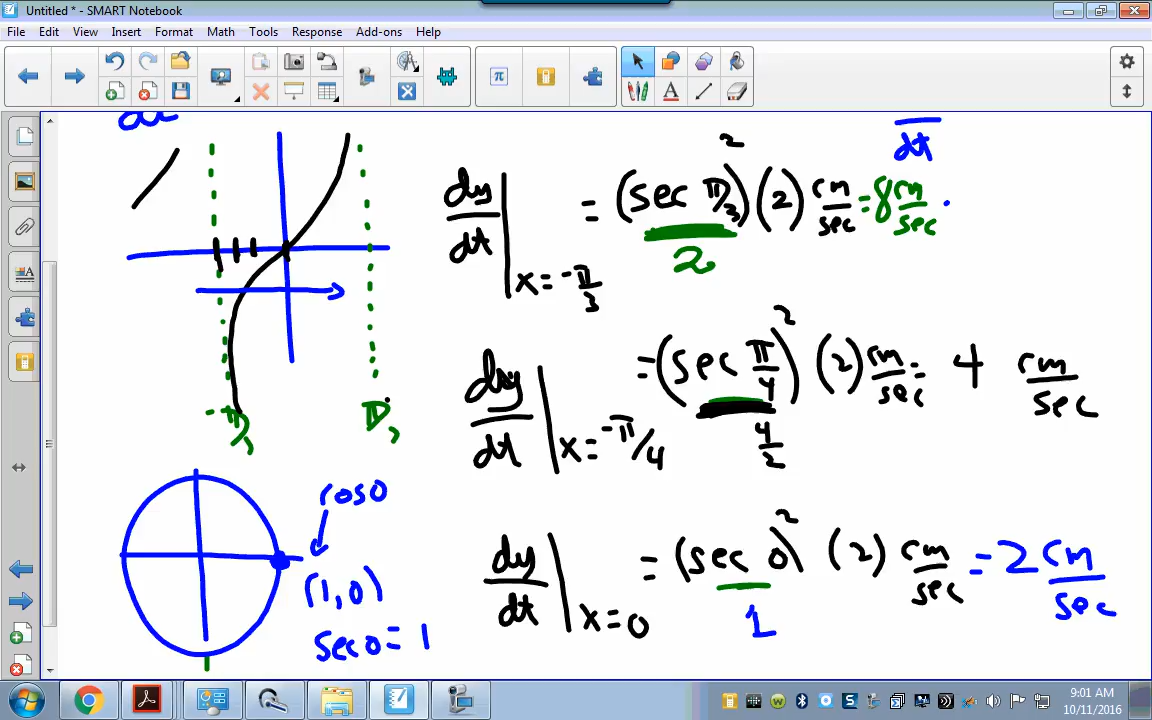 Untitled * - SMART Notebook
File Edit View Insert Format Math Tools Response Add-ons Help
dt
dt
dy/dt | x = -π/3 = (sec π/3)² (2) cm/sec = 8 cm/sec
2
dy/dt | x = -π/4 = (sec π/4)² (2) cm/sec = 4 cm/sec
4/2
cos 0
(1, 0)
sec 0 = 1
dy/dt | x = 0 = (sec 0)² (2) cm/sec = 2 cm/sec
1
9:01 AM
10/11/2016